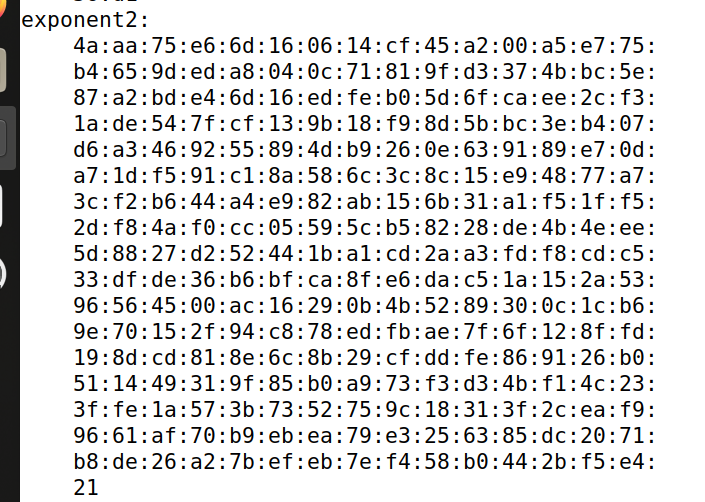 exponent2:
4a:aa:75:e6:6d:16:06:14:cf:45:a2:00:a5:e7:75:
b4:65:9d:ed:a8:04:0c:71:81:9f:d3:37:4b:bc:5e:
87:a2:bd:e4:6d:16:ed:fe:b0:5d:6f:ca:ee:2c:f3:
1a:de:54:7f:cf:13:9b:18:f9:8d:5b:bc:3e:b4:07:
d6:a3:46:92:55:89:4d:b9:26:0e:63:91:89:e7:0d:
a7:1d:f5:91:c1:8a:58:6c:3c:8c:15:e9:48:77:a7:
3c:f2:b6:44:a4:e9:82:ab:15:6b:31:a1:f5:1f:f5:
2d:f8:4a:f0:cc:05:59:5c:b5:82:28:de:4b:4e:ee:
5d:88:27:d2:52:44:1b:a1:cd:2a:a3:fd:f8:cd:c5:
33:df:de:36:b6:bf:ca:8f:e6:da:c5:1a:15:2a:53:
96:56:45:00:ac:16:29:0b:4b:52:89:30:0c:1c:b6:
9e:70:15:2f:94:c8:78:ed:fb:ae:7f:6f:12:8f:fd:
19:8d:cd:81:8e:6c:8b:29:cf:dd:fe:86:91:26:b0:
51:14:49:31:9f:85:b0:a9:73:f3:d3:4b:f1:4c:23:
3f:fe:1a:57:3b:73:52:75:9c:18:31:3f:2c:ea:f9:
96:61:af:70:b9:eb:ea:79:e3:25:63:85:dc:20:71:
b8:de:26:a2:7b:ef:eb:7e:f4:58:b0:44:2b:f5:e4:
21